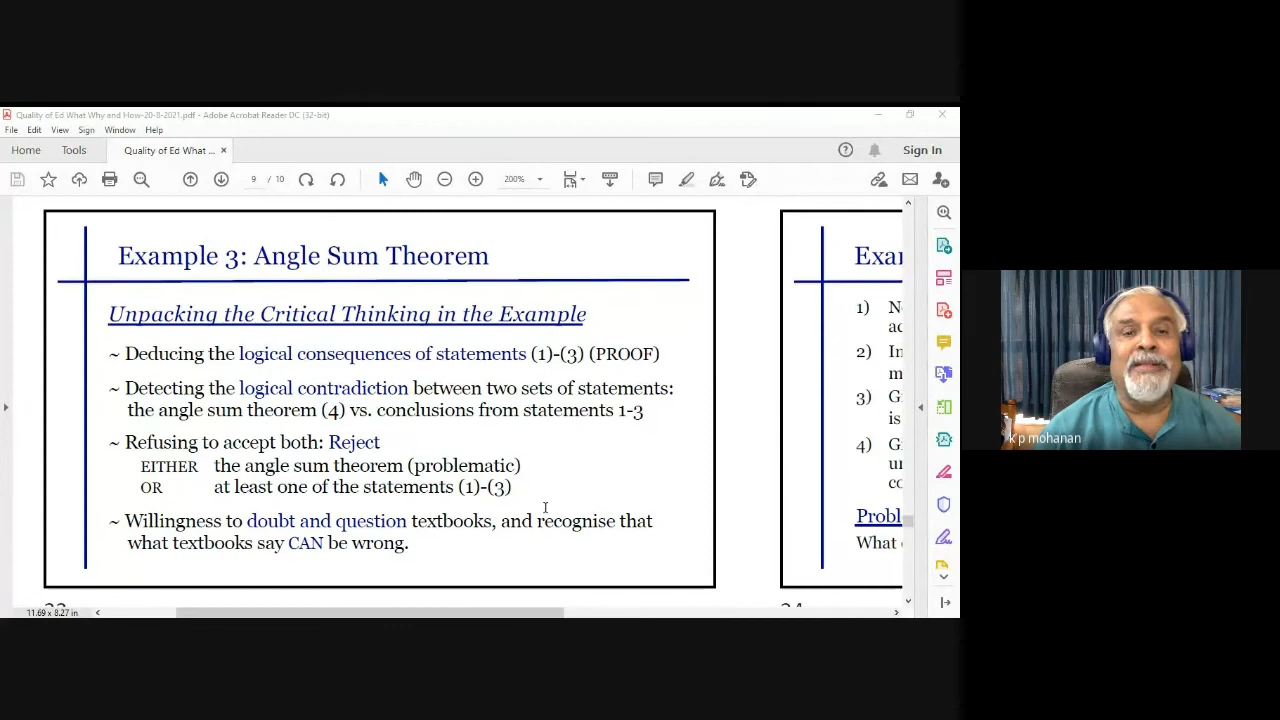 Quality of Ed What Why and How-20-8-2021.pdf - Adobe Acrobat Reader DC (32-bit)
File Edit View Sign Window Help
Home Tools Quality of Ed What ... × Sign In
9 / 10 200%
Example 3: Angle Sum Theorem
Unpacking the Critical Thinking in the Example
~ Deducing the logical consequences of statements (1)-(3) (PROOF)
~ Detecting the logical contradiction between two sets of statements:
the angle sum theorem (4) vs. conclusions from statements 1-3
~ Refusing to accept both: Reject
EITHER the angle sum theorem (problematic)
OR at least one of the statements (1)-(3)
~ Willingness to doubt and question textbooks, and recognise that
what textbooks say CAN be wrong.
1)
2)
3)
is
4)
What
11.69 x 8.27 in
k p mohanan